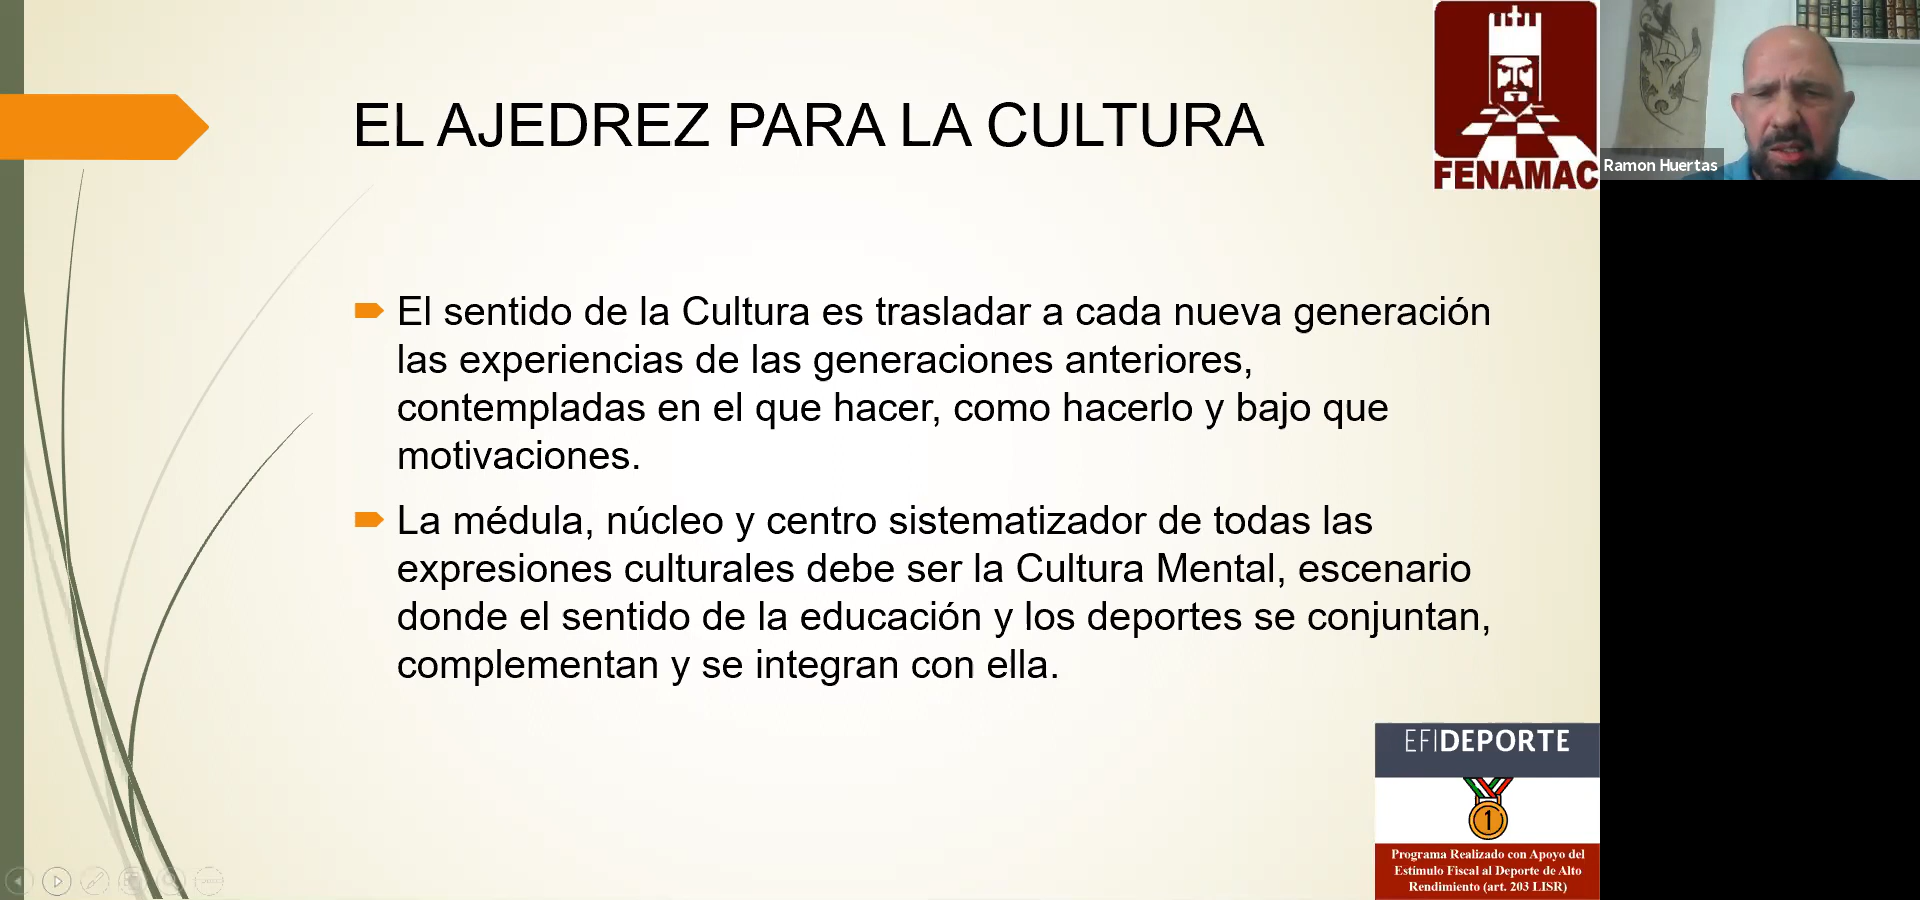 EL AJEDREZ PARA LA CULTURA
FENAMAC
Ramon Huertas
El sentido de la Cultura es trasladar a cada nueva generación
las experiencias de las generaciones anteriores,
contempladas en el que hacer, como hacerlo y bajo que
motivaciones.
La médula, núcleo y centro sistematizador de todas las
expresiones culturales debe ser la Cultura Mental, escenario
donde el sentido de la educación y los deportes se conjuntan,
complementan y se integran con ella.
EFIDEPORTE
1
Programa Realizado con Apoyo del
Estímulo Fiscal al Deporte de Alto
Rendimiento (art. 203 LISR)